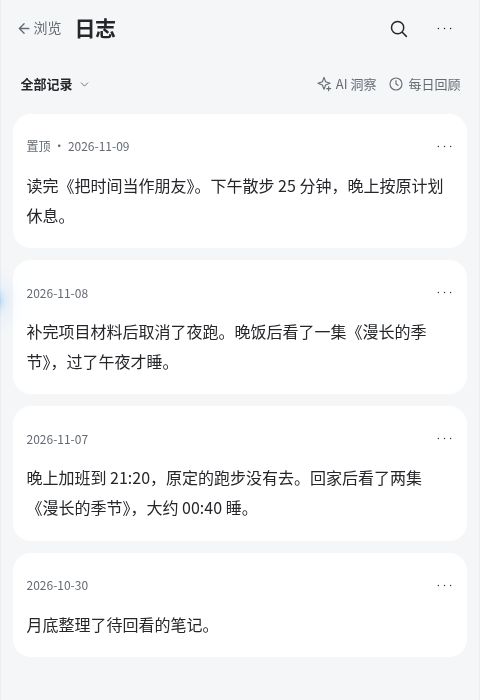 浏览 日志
全部记录 AI 洞察 每日回顾
置顶 • 2026-11-09
读完《把时间当作朋友》。下午散步 25 分钟，晚上按原计划
休息。
2026-11-08
补完项目材料后取消了夜跑。晚饭后看了一集《漫长的季
节》，过了午夜才睡。
2026-11-07
晚上加班到 21:20，原定的跑步没有去。回家后看了两集
《漫长的季节》，大约 00:40 睡。
2026-10-30
月底整理了待回看的笔记。